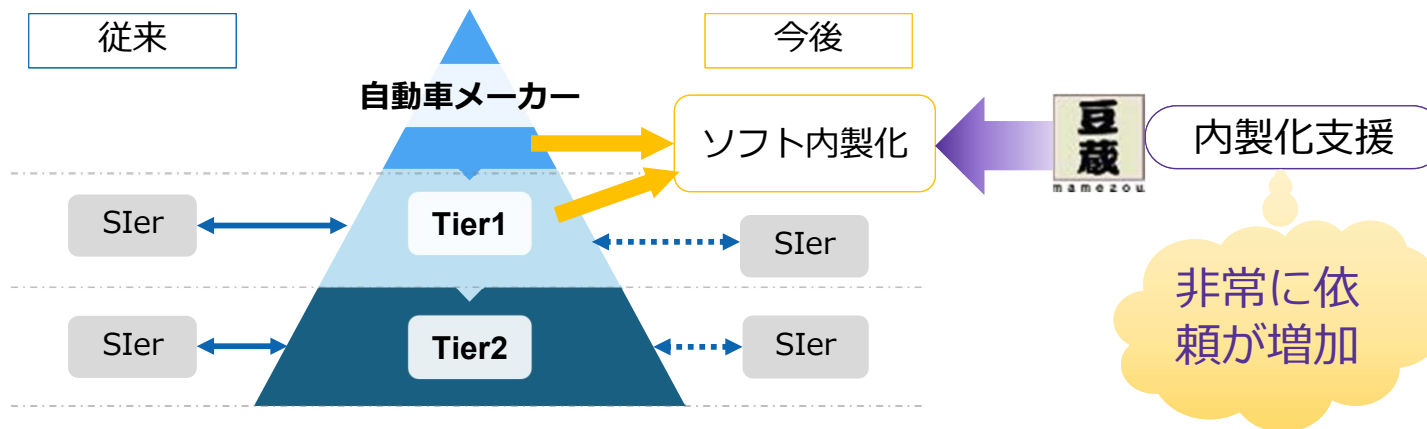 従来
今後
自動車メーカー
ソフト内製化
豆
蔵
mamezou
内製化支援
SIer
Tier1
SIer
非常に依
頼が増加
SIer
Tier2
SIer